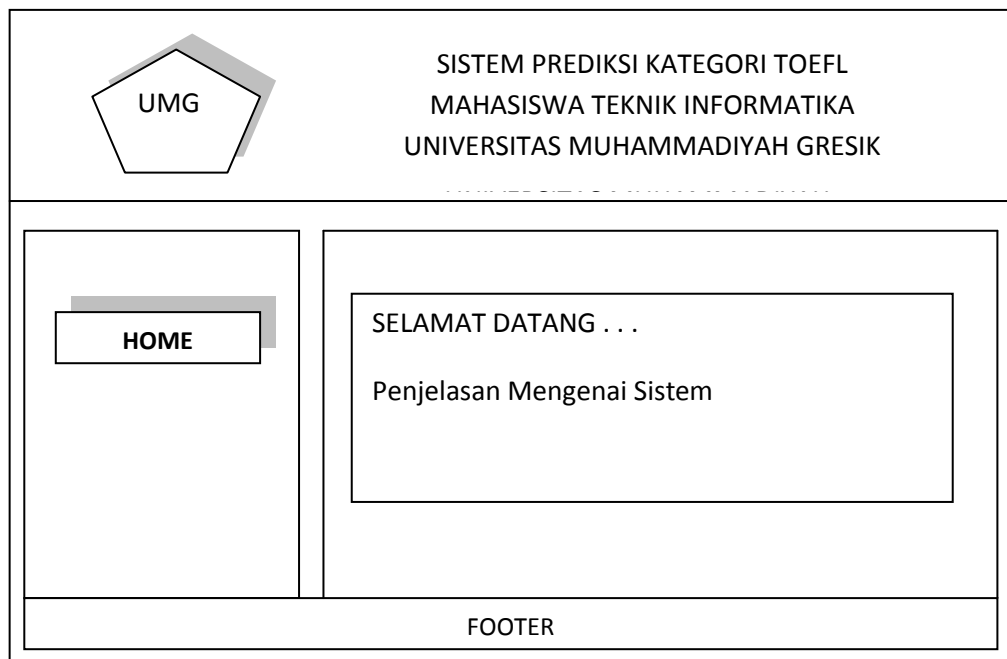 UMG
SISTEM PREDIKSI KATEGORI TOEFL
MAHASISWA TEKNIK INFORMATIKA
UNIVERSITAS MUHAMMADIYAH GRESIK
HOME
SELAMAT DATANG . . .
Penjelasan Mengenai Sistem
FOOTER